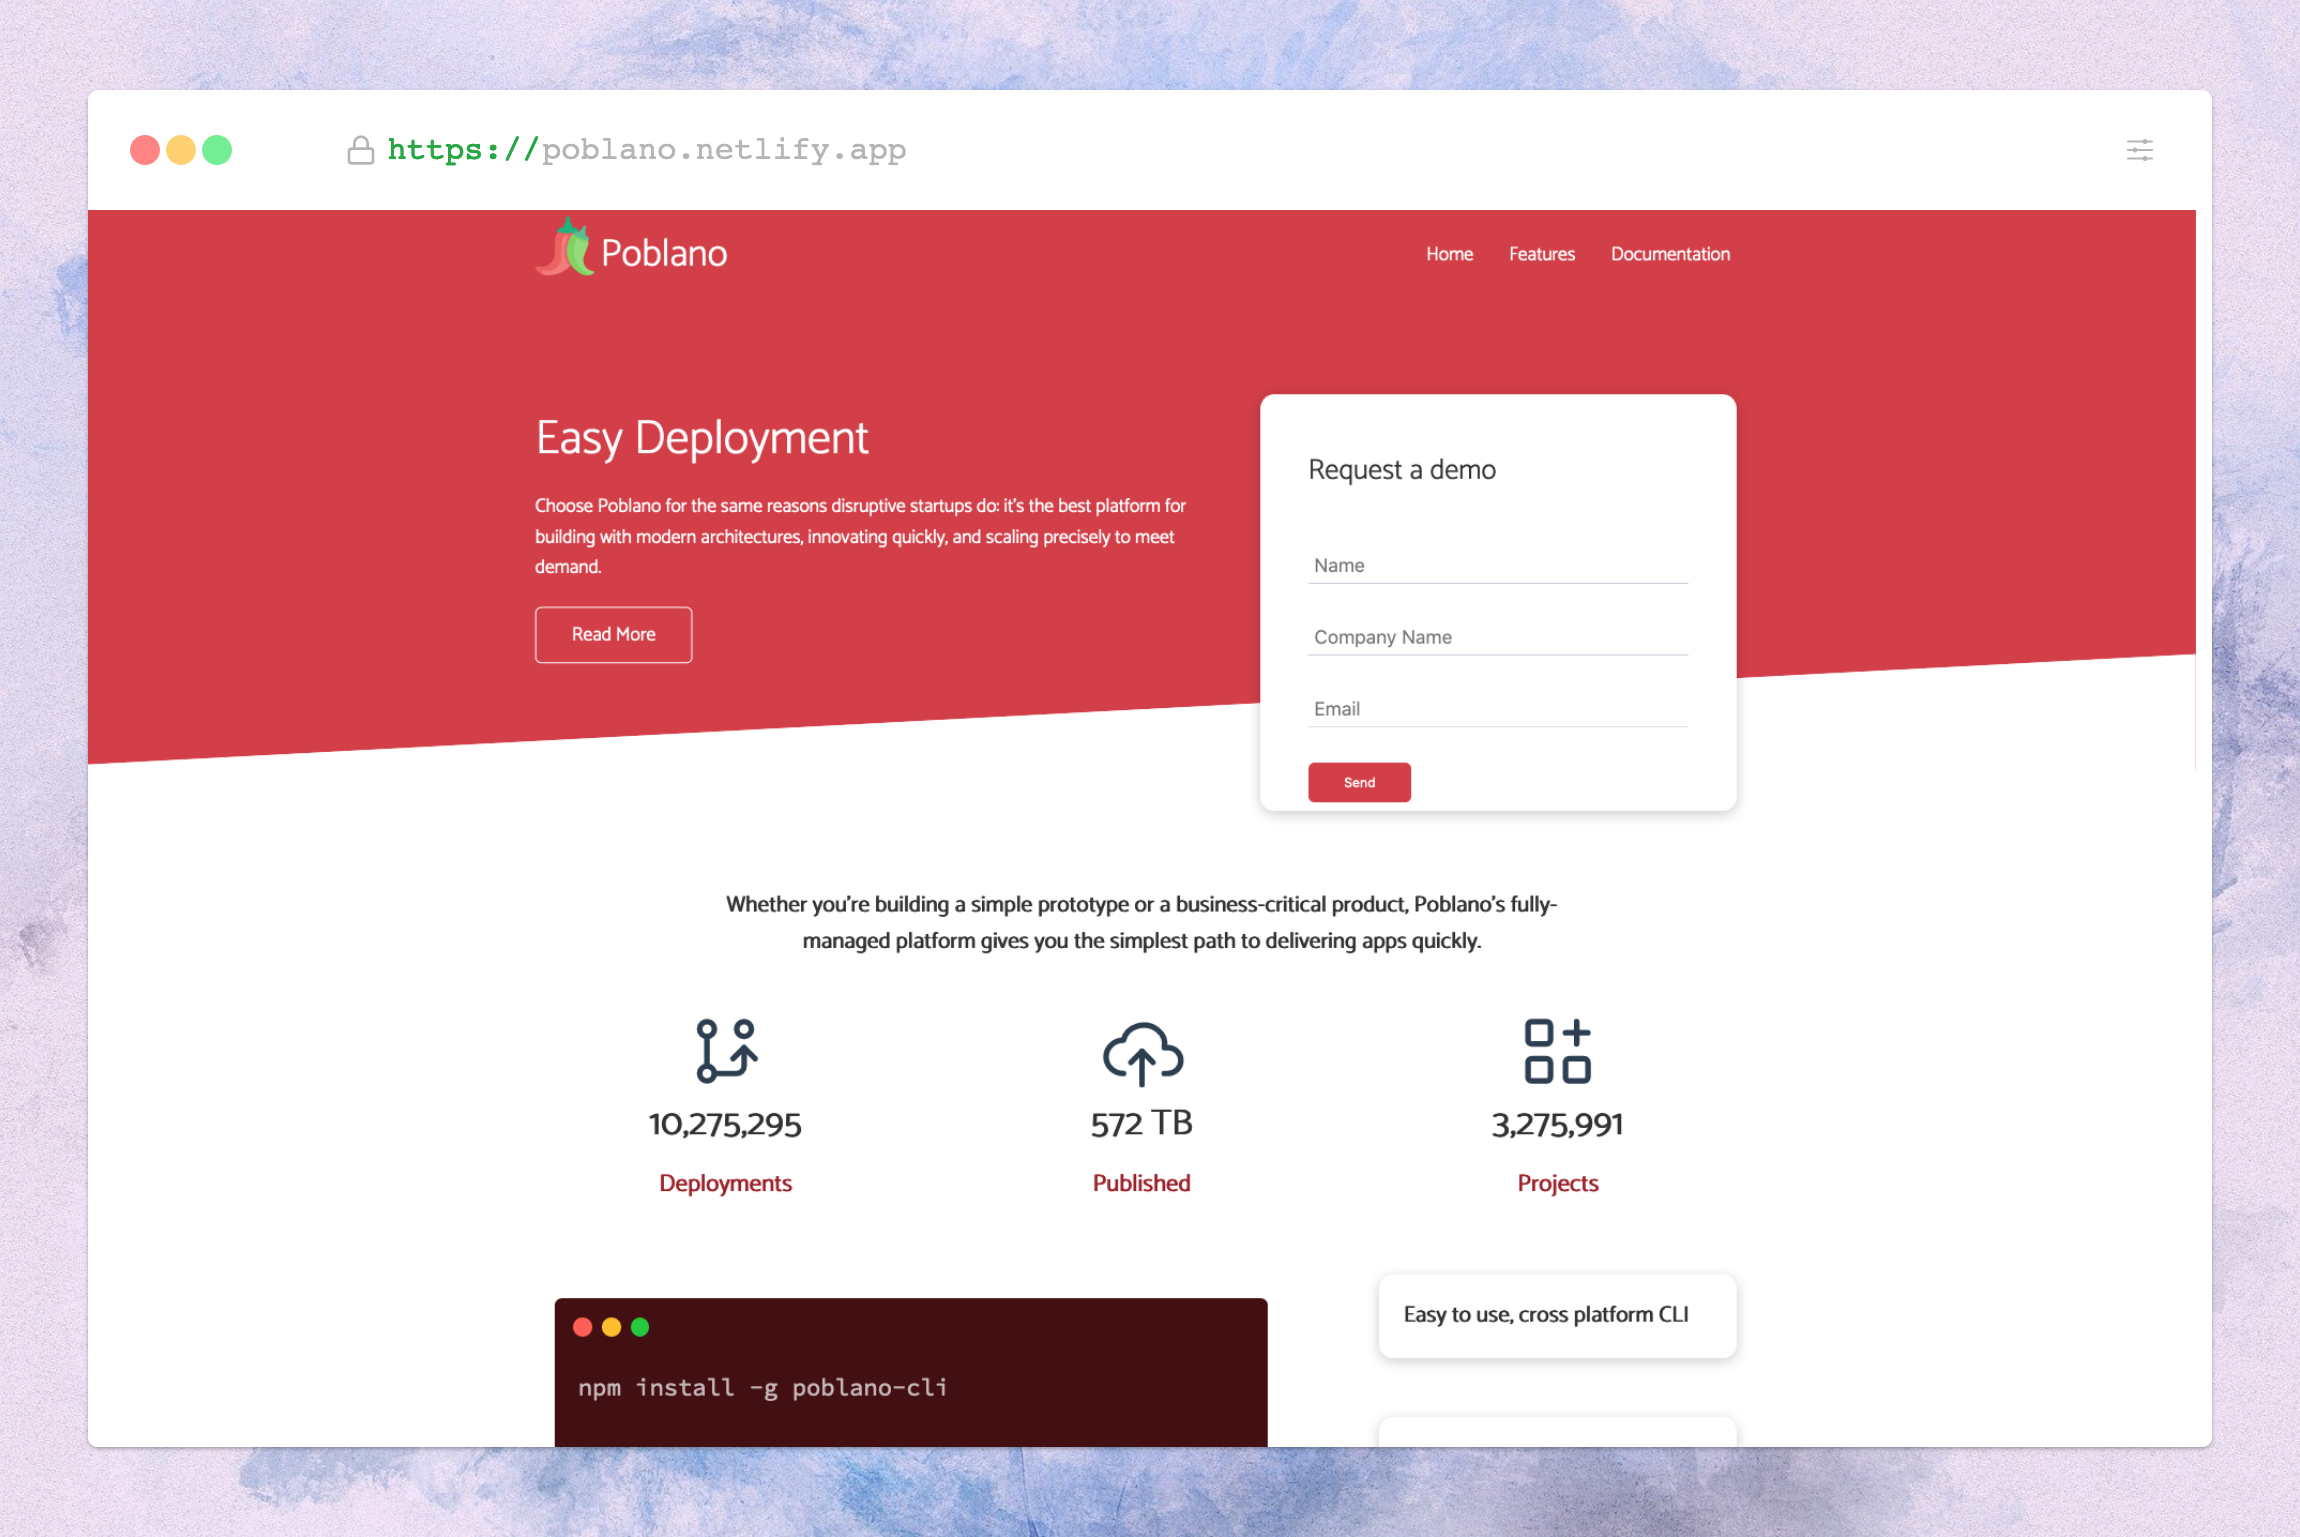 https://poblano.netlify.app
Poblano
Home Features Documentation
Easy Deployment
Choose Poblano for the same reasons disruptive startups do: it's the best platform for
building with modern architectures, innovating quickly, and scaling precisely to meet
demand.
Read More
Request a demo
Name
Company Name
Email
Send
Whether you're building a simple prototype or a business-critical product, Poblano's fully-
managed platform gives you the simplest path to delivering apps quickly.
10,275,295
Deployments
572 TB
Published
3,275,991
Projects
npm install -g poblano-cli
Easy to use, cross platform CLI